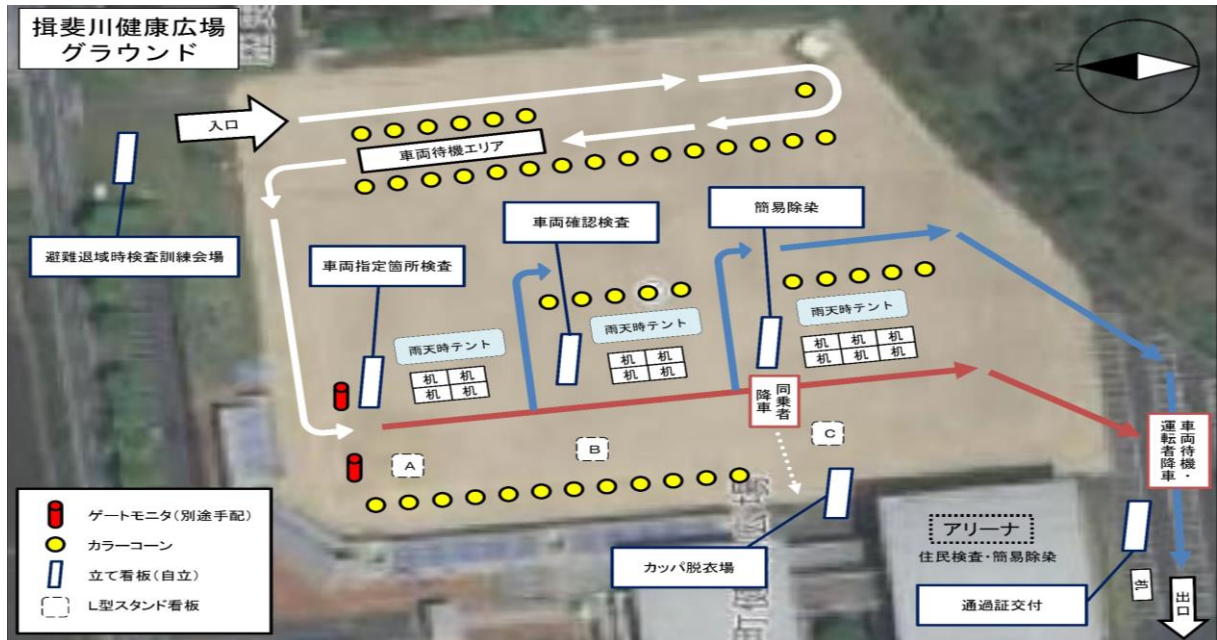 揖斐川健康広場
グラウンド
N
入口
車両待機エリア
避難退域時検査訓練会場
車両指定箇所検査
車両確認検査
簡易除染
雨天時テント
雨天時テント
雨天時テント
机 机
机 机
机 机
机 机
机 机 机
机 机 机
同乗者
降車
A
B
C
車両待機・
運転者降車
ゲートモニタ(別途手配)
カラーコーン
立て看板(自立)
L型スタンド看板
カッパ脱衣場
アリーナ
住民検査・簡易除染
通過証交付
机
出口
町健康広場